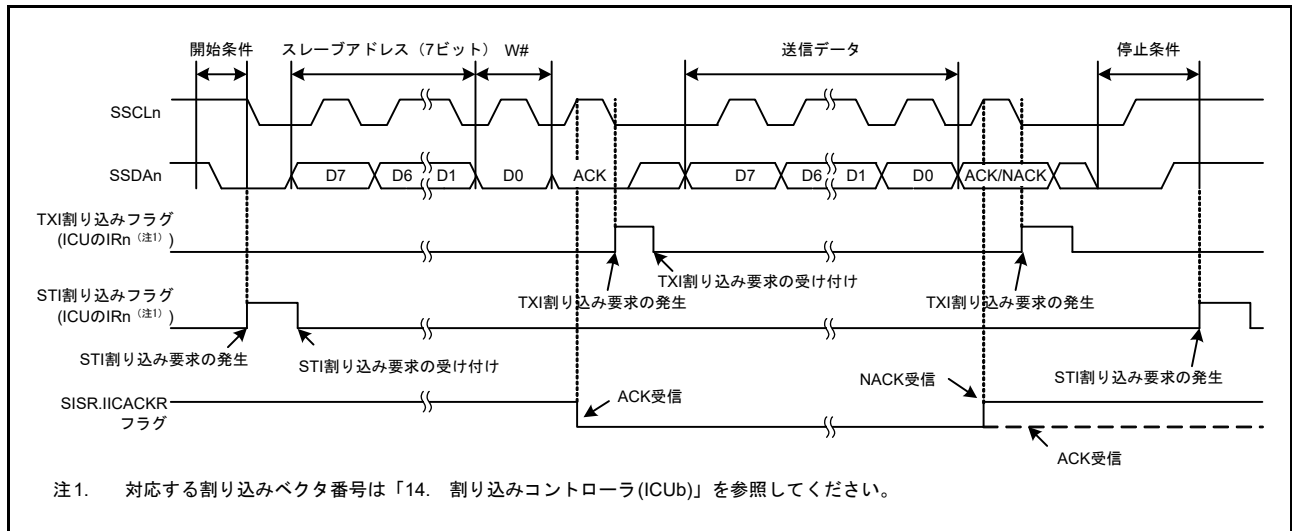 開始条件 スレーブアドレス（7ビット） W# 送信データ 停止条件
SSCLn
SSDAn D7 D6 D1 D0 ACK D7 D6 D1 D0 ACK/NACK
TXI割り込みフラグ
(ICUのIRn（注1）)
TXI割り込み要求の受け付け
TXI割り込み要求の発生 TXI割り込み要求の発生
STI割り込みフラグ
(ICUのIRn（注1）)
STI割り込み要求の発生 STI割り込み要求の受け付け STI割り込み要求の発生
SISR.IICACKR
フラグ
ACK受信 NACK受信
ACK受信
注1. 対応する割り込みベクタ番号は「14. 割り込みコントローラ(ICUb)」を参照してください。